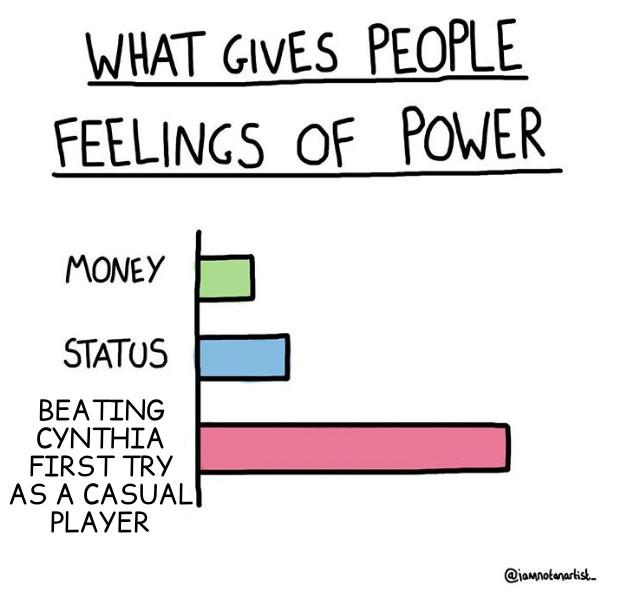 WHAT GIVES PEOPLE
FEELINGS OF POWER
MONEY
STATUS
BEATING
CYNTHIA
FIRST TRY
AS A CASUAL
PLAYER
@iamnotanartist_